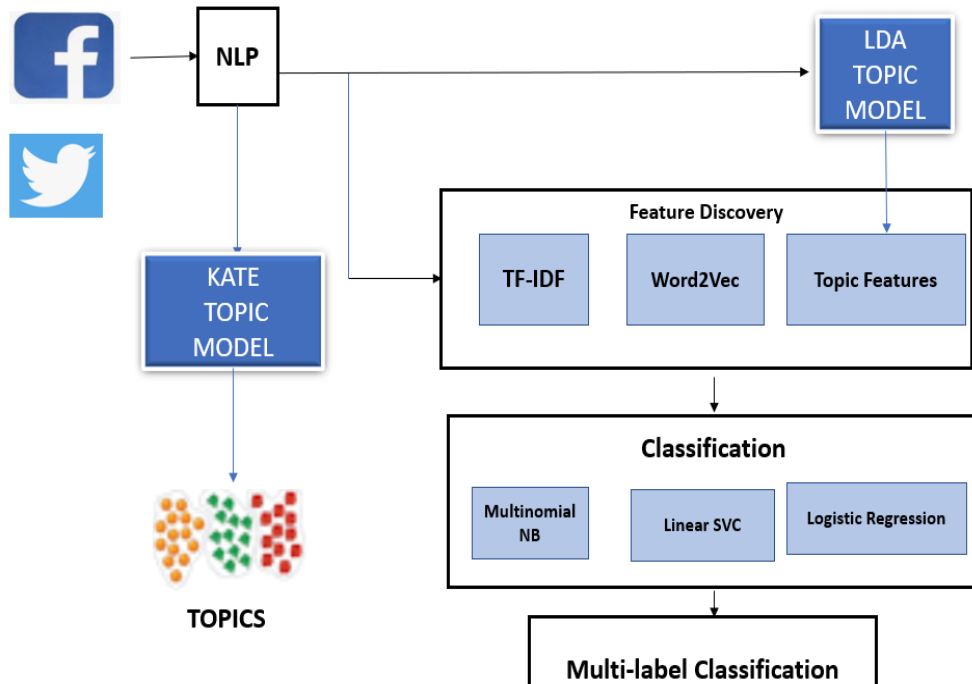 NLP
LDA
TOPIC
MODEL
Feature Discovery
TF-IDF
Word2Vec
Topic Features
KATE
TOPIC
MODEL
Classification
Multinomial
NB
Linear SVC
Logistic Regression
TOPICS
Multi-label Classification